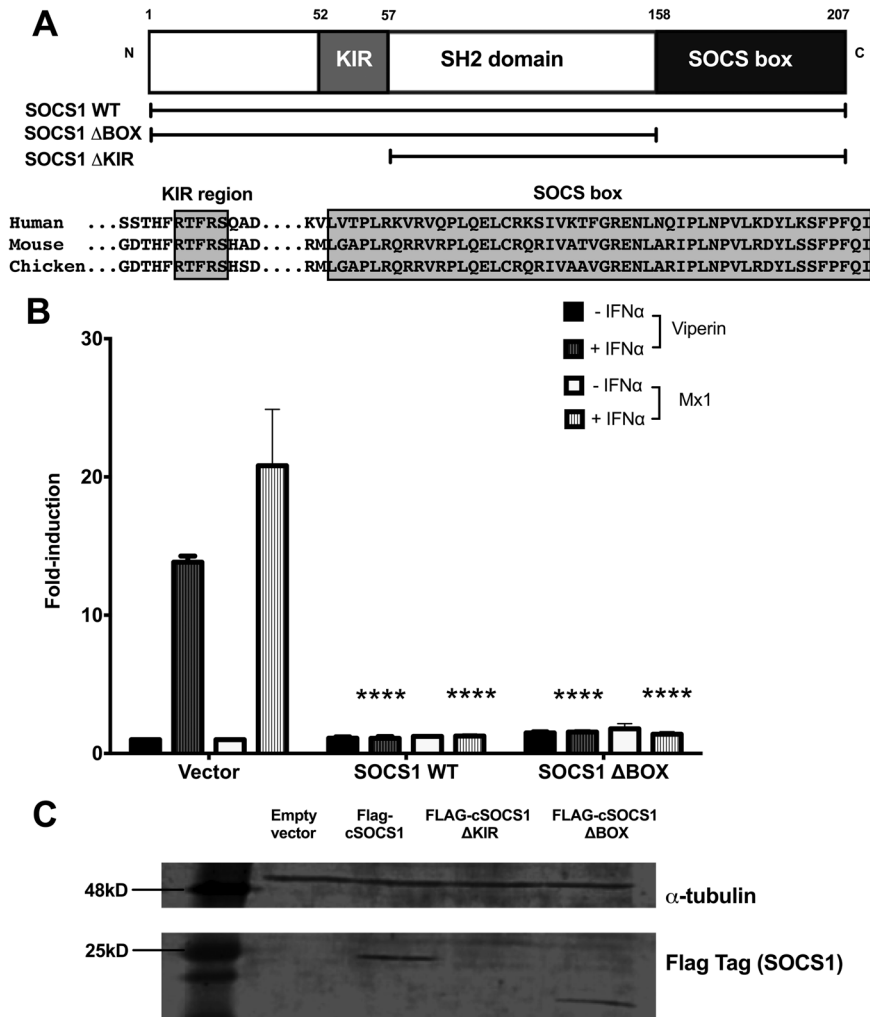 A
1 52 57 158 207
N KIR SH2 domain SOCS box C
SOCS1 WT
SOCS1 ΔBOX
SOCS1 ΔKIR
KIR region SOCS box
Human ...SSTHFRTFRSQAD....KVLVTPLRKVRVQPLQELCRKSIVKTFGRENLNQIPLNPVLKDYLKSFPFQI
Mouse ...GDTHFRTFRSHAD....RMLGAPLRQRRVRPLQELCRQRIVATVGRENLARIPLNPVLRDYLSSFPFQI
Chicken...GDTHFRTFRSHSD....RMLGAPLRQRRVRPLQELCRQRIVAAVGRENLARIPLNPVLRDYLSSFPFQI
B
- IFNα
+ IFNα
Viperin
- IFNα
+ IFNα
Mx1
Fold-induction
30
20
10
0
**** **** **** ****
Vector SOCS1 WT SOCS1 ΔBOX
C
Empty vector
Flag-cSOCS1
FLAG-cSOCS1 ΔKIR
FLAG-cSOCS1 ΔBOX
48kD
α-tubulin
25kD
Flag Tag (SOCS1)